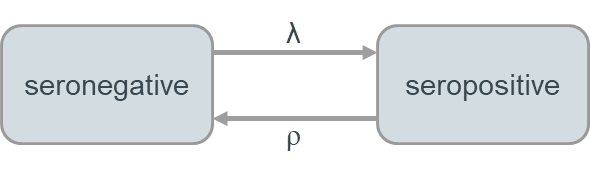 λ
seronegative
seropositive
ρ